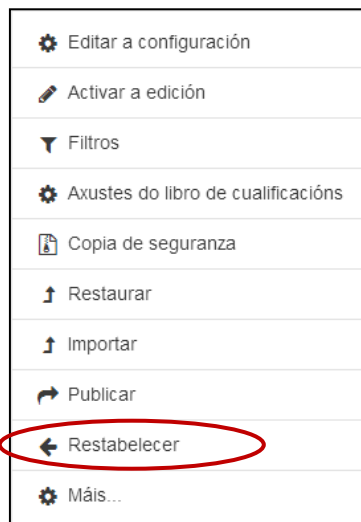 Editar a configuración
Activar a edición
Filtros
Axustes do libro de cualificacións
Copia de seguranza
Restaurar
Importar
Publicar
Restabelecer
Máis...